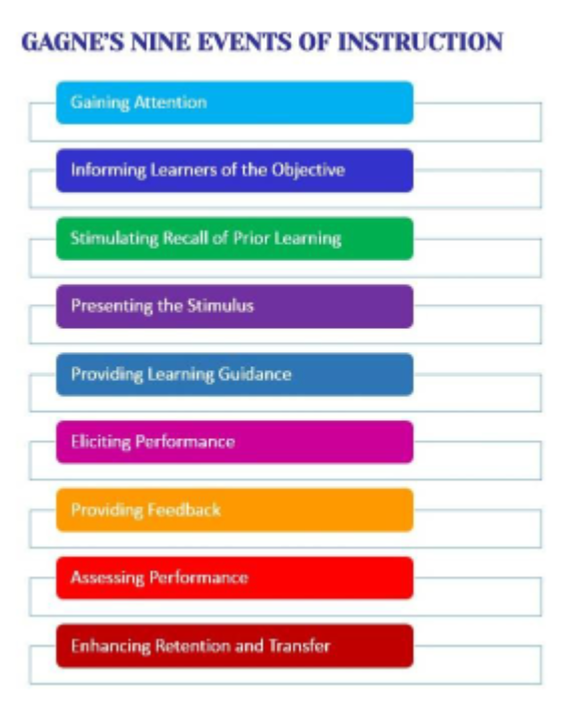 GAGNE'S NINE EVENTS OF INSTRUCTION
Gaining Attention
Informing Learners of the Objective
Stimulating Recall of Prior Learning
Presenting the Stimulus
Providing Learning Guidance
Eliciting Performance
Providing Feedback
Assessing Performance
Enhancing Retention and Transfer